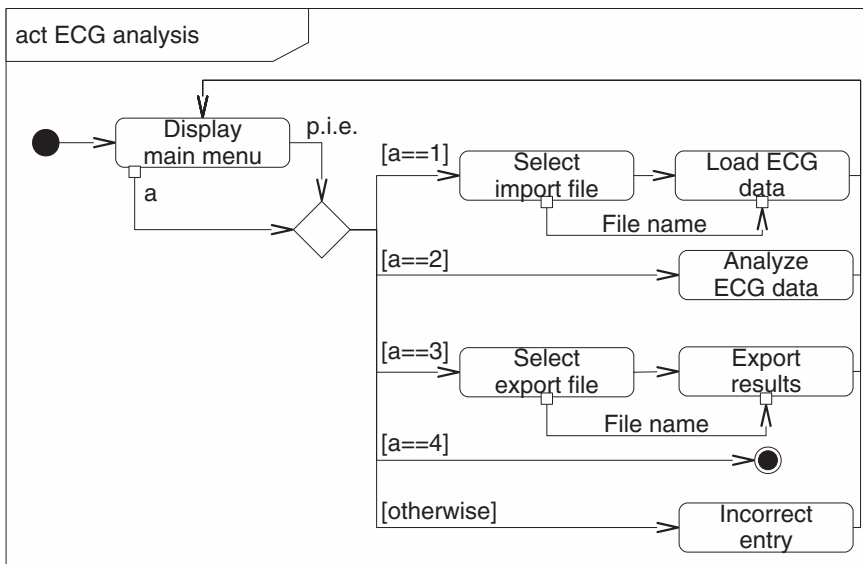 act ECG analysis
Display
main menu
p.i.e.
a
[a==1]
Select
import file
Load ECG
data
File name
[a==2]
Analyze
ECG data
[a==3]
Select
export file
Export
results
File name
[a==4]
[otherwise]
Incorrect
entry